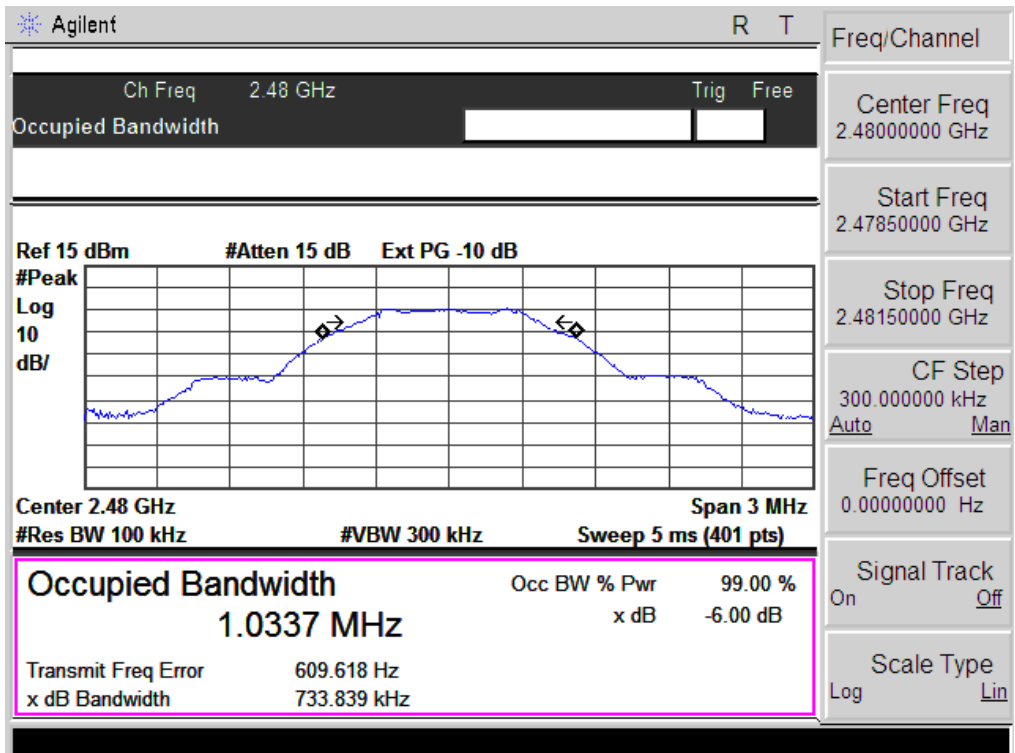 Agilent R T
Ch Freq 2.48 GHz Trig Free
Occupied Bandwidth
Ref 15 dBm #Atten 15 dB Ext PG -10 dB
#Peak
Log
10
dB/
Center 2.48 GHz Span 3 MHz
#Res BW 100 kHz #VBW 300 kHz Sweep 5 ms (401 pts)
Occupied Bandwidth Occ BW % Pwr 99.00 %
1.0337 MHz x dB -6.00 dB
Transmit Freq Error 609.618 Hz
x dB Bandwidth 733.839 kHz
Freq/Channel
Center Freq
2.48000000 GHz
Start Freq
2.47850000 GHz
Stop Freq
2.48150000 GHz
CF Step
300.000000 kHz
Auto Man
Freq Offset
0.00000000 Hz
Signal Track
On Off
Scale Type
Log Lin